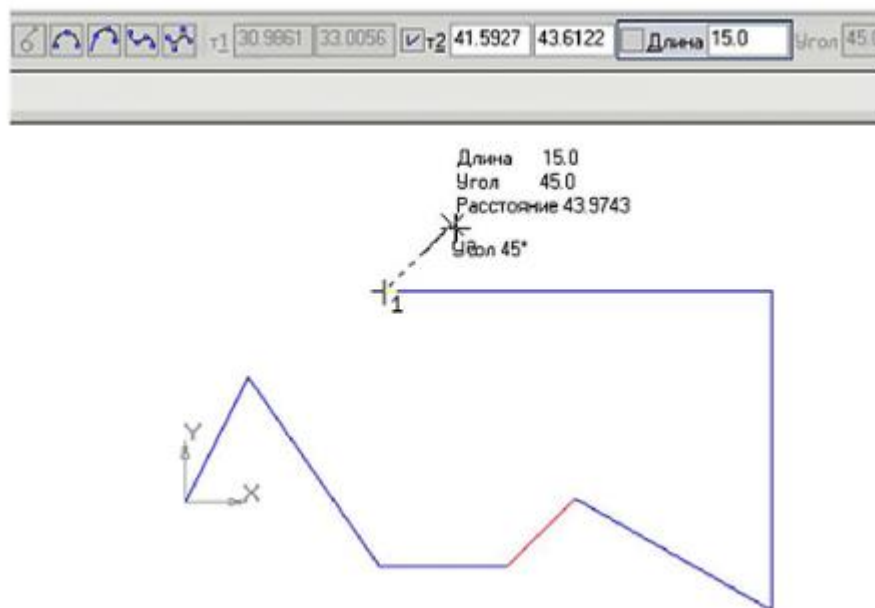 т1 30.9861 33.0056 т2 41.5927 43.6122 Длина 15.0 Угол 45.0
Длина 15.0
Угол 45.0
Расстояние 43.9743
Угол 45°
1
Y
X